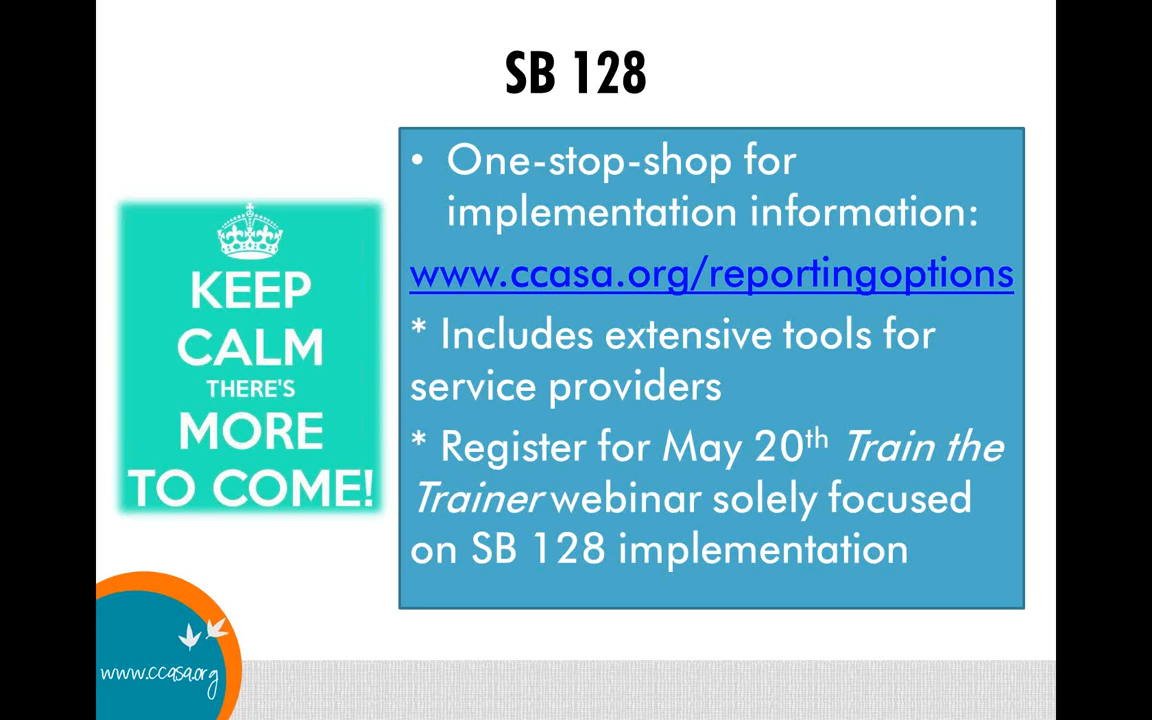 SB 128
• One-stop-shop for
implementation information:
www.ccasa.org/reportingoptions
* Includes extensive tools for
service providers
* Register for May 20th Train the
Trainer webinar solely focused
on SB 128 implementation
KEEP
CALM
THERE'S
MORE
TO COME!
www.ccasa.org